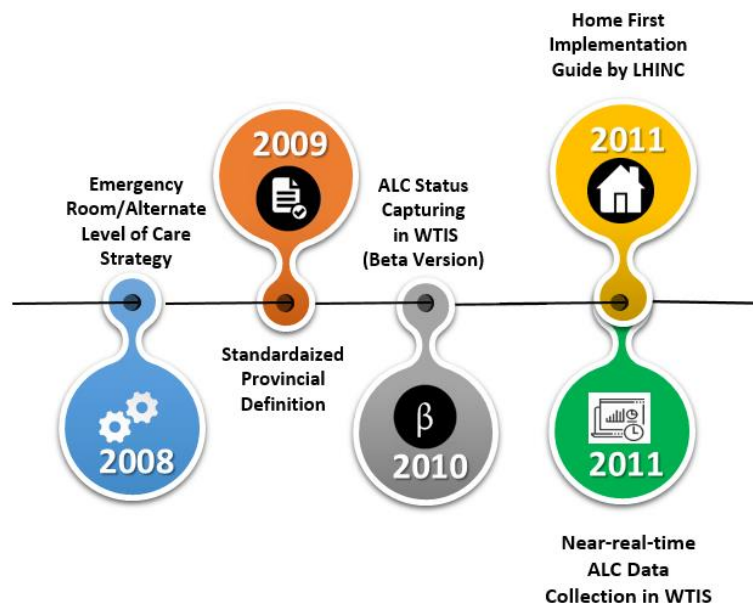 Emergency
Room/Alternate
Level of Care
Strategy
2008
2009
Standardaized
Provincial
Definition
ALC Status
Capturing
in WTIS
(Beta Version)
β
2010
Home First
Implementation
Guide by LHINC
2011
2011
Near-real-time
ALC Data
Collection in WTIS